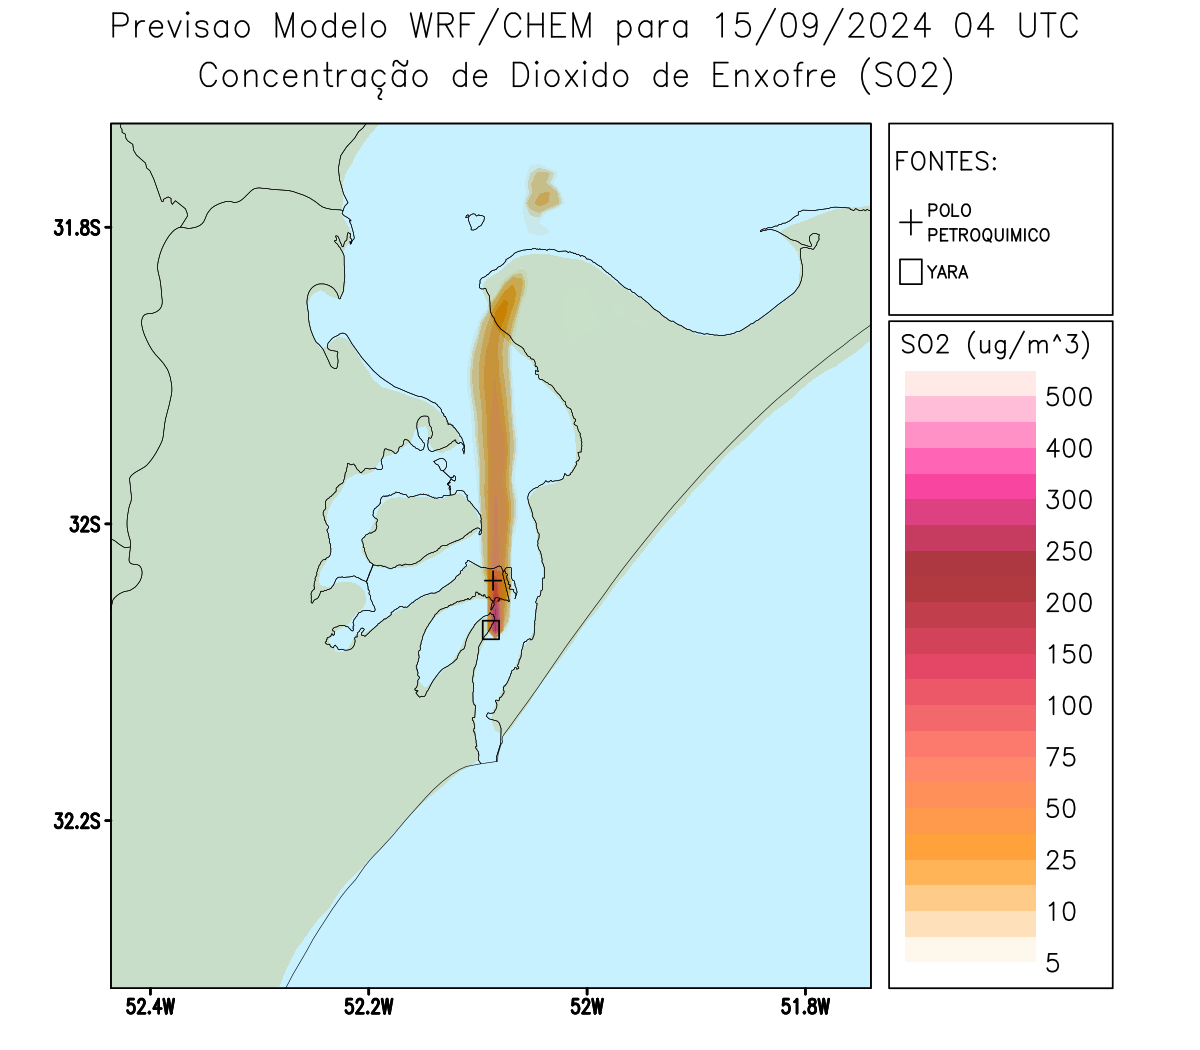 Previsao Modelo WRF/CHEM para 15/09/2024 04 UTC
Concentração de Dioxido de Enxofre (SO2)
FONTES:
POLO
PETROQUIMICO
YARA
31.8S
32S
32.2S
52.4W
52.2W
52W
51.8W
SO2 (ug/m^3)
500
400
300
250
200
150
100
75
50
25
10
5